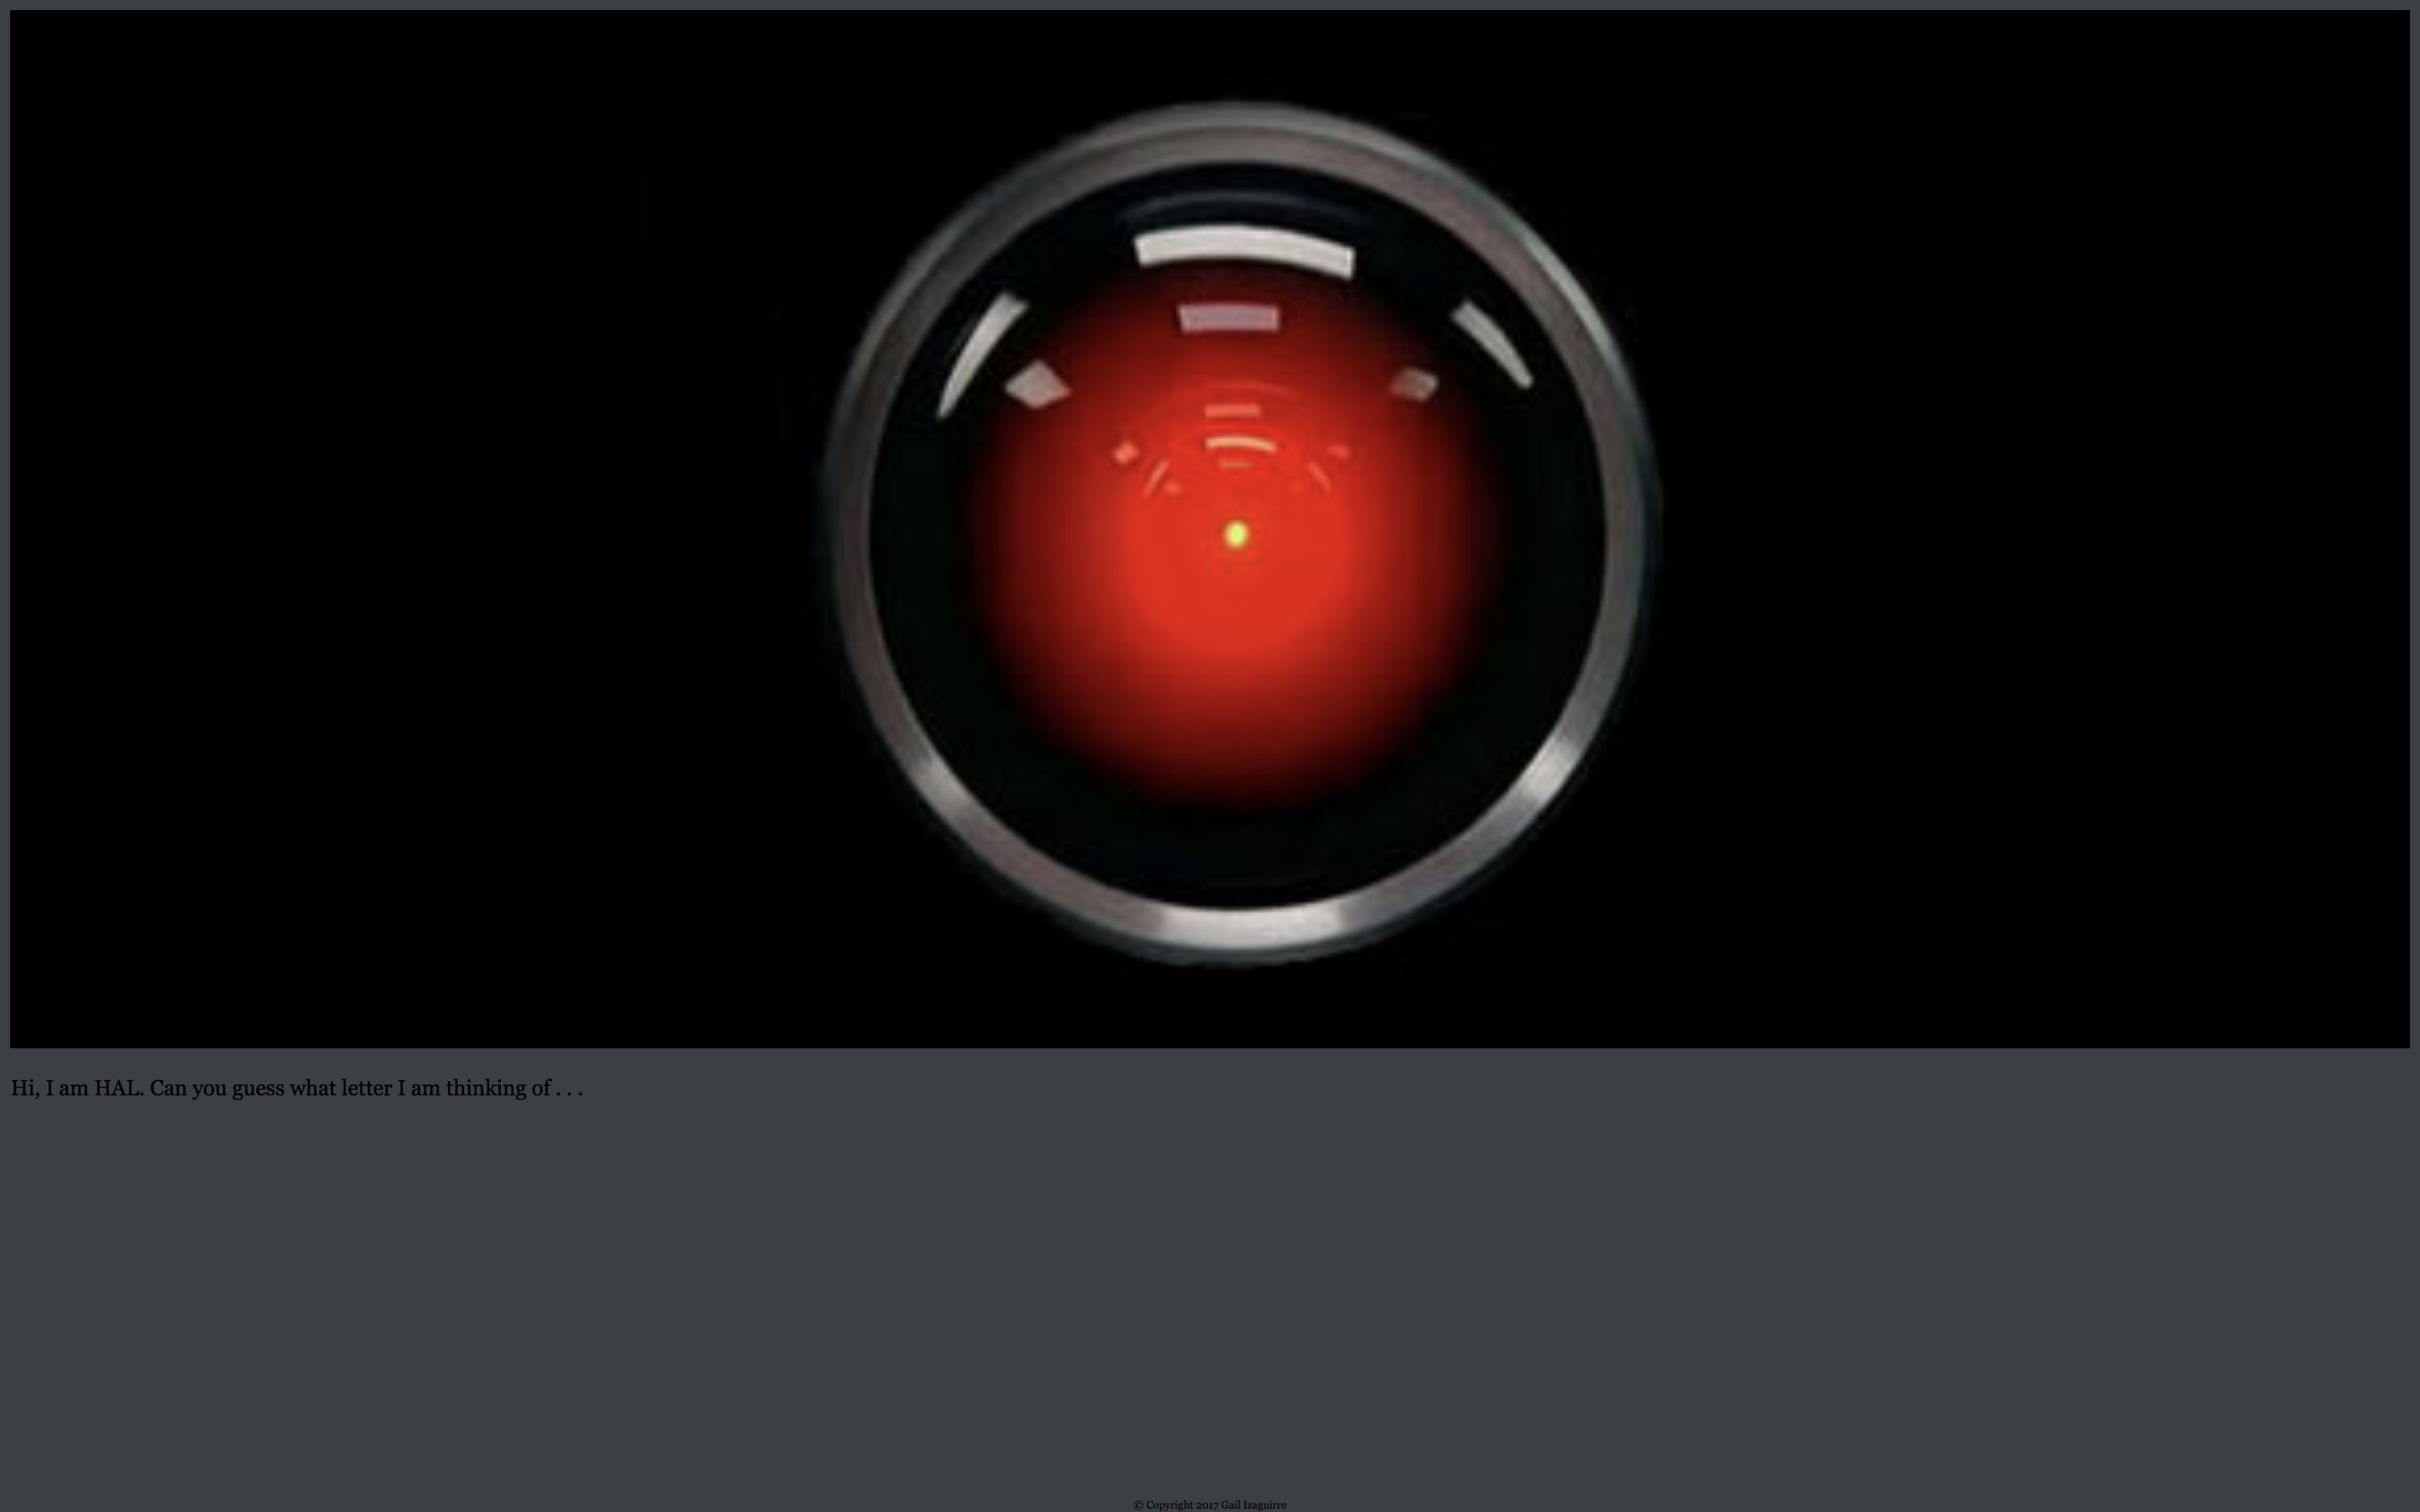 Hi, I am HAL. Can you guess what letter I am thinking of . . .
© Copyright 2017 Gail Izaguirre